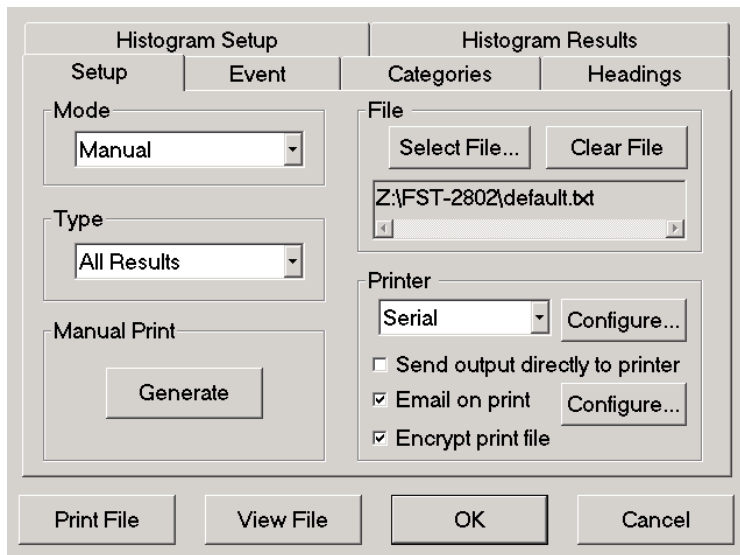 Histogram Setup
Histogram Results
Setup
Event
Categories
Headings
Mode
Manual
Type
All Results
Manual Print
Generate
File
Select File...
Clear File
Z:\FST-2802\default.txt
Printer
Serial
Configure...
Send output directly to printer
Email on print
Configure...
Encrypt print file
Print File
View File
OK
Cancel